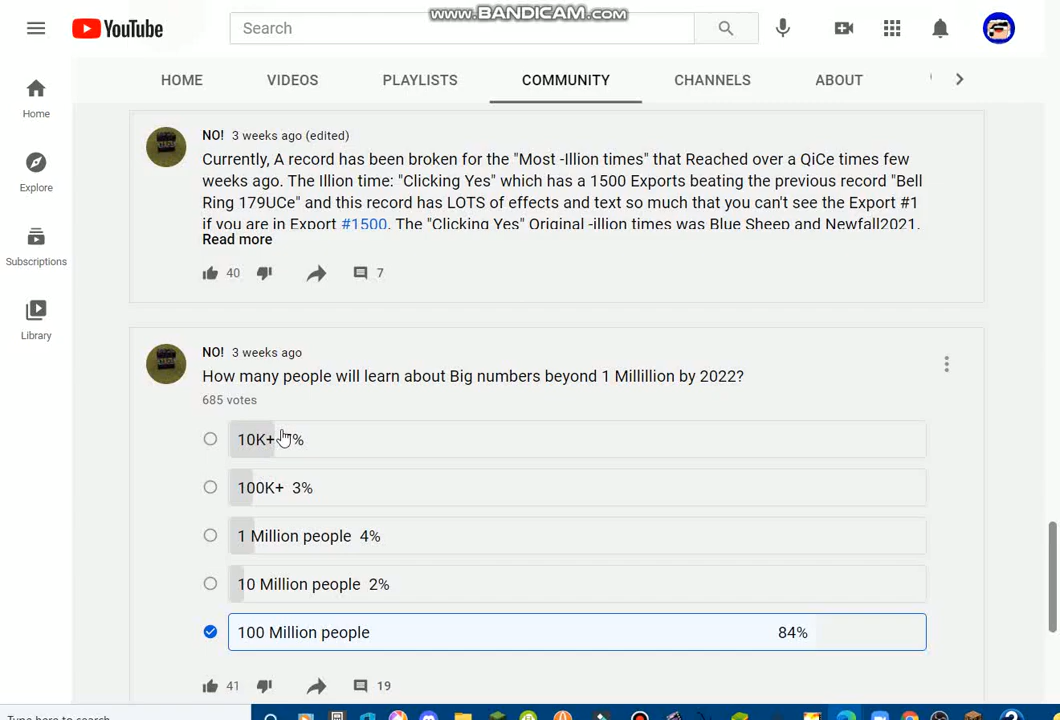 www.BANDICAM.com
YouTube
Search
HOME
VIDEOS
PLAYLISTS
COMMUNITY
CHANNELS
ABOUT
Home
Explore
Subscriptions
Library
NO! 3 weeks ago (edited)
Currently, A record has been broken for the "Most -Illion times" that Reached over a QiCe times few
weeks ago. The Illion time: "Clicking Yes" which has a 1500 Exports beating the previous record "Bell
Ring 179UCe" and this record has LOTS of effects and text so much that you can't see the Export #1
if you are in Export #1500. The "Clicking Yes" Original -illion times was Blue Sheep and Newfall2021.
Read more
40
7
NO! 3 weeks ago
How many people will learn about Big numbers beyond 1 Millillion by 2022?
685 votes
10K+ %
100K+ 3%
1 Million people 4%
10 Million people 2%
100 Million people 84%
41
19
Type here to search